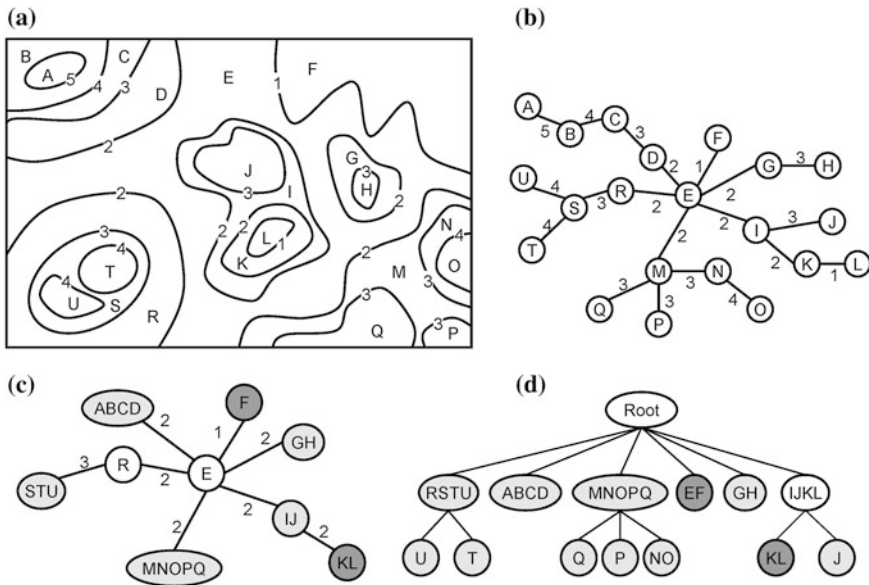 (a)
B C
A 5
4
3
D
E
F
1
2
2
J
3
I
G
3
H
2
2
2
L
1
K
N
4
O
2
M
3
3
3
4
T
4
U
S
R
Q
3
P
(b)
A
5
B
4
C
3
D
2
F
1
G
3
H
2
E
U
4
S
4
T
3
R
2
2
I
3
J
2
K
1
L
2
M
3
N
4
O
3
Q
3
P
(c)
ABCD
2
F
1
2
GH
R
3
STU
2
E
2
IJ
2
KL
2
MNOPQ
(d)
Root
RSTU ABCD MNOPQ EF GH IJKL
U T Q P NO KL J